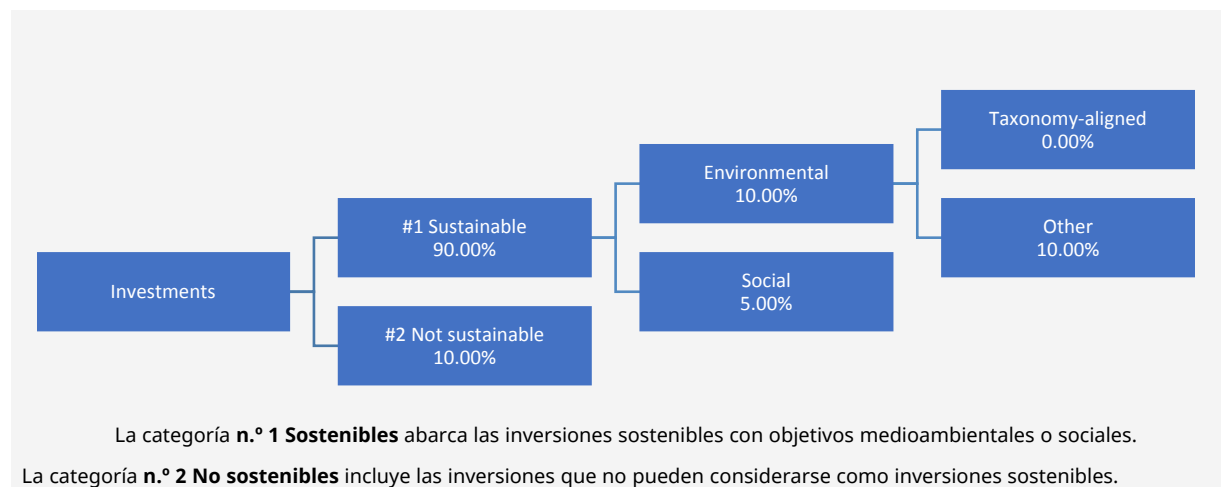 Taxonomy-aligned
0.00%
Environmental
10.00%
#1 Sustainable
90.00%
Other
10.00%
Investments
Social
5.00%
#2 Not sustainable
10.00%
La categoría n.º 1 Sostenibles abarca las inversiones sostenibles con objetivos medioambientales o sociales.
La categoría n.º 2 No sostenibles incluye las inversiones que no pueden considerarse como inversiones sostenibles.